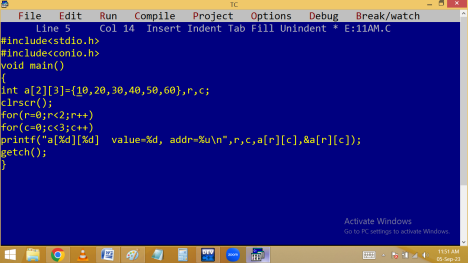 TC
File Edit Run Compile Project Options Debug Break/watch
Line 5 Col 14 Insert Indent Tab Fill Unindent * E:11AM.C
#include<stdio.h>
#include<conio.h>
void main()
{
int a[2][3]={10,20,30,40,50,60},r,c;
clrscr();
for(r=0;r<2;r++)
for(c=0;c<3;c++)
printf("a[%d][%d]  value=%d, addr=%u\n",r,c,a[r][c],&a[r][c]);
getch();
}
Activate Windows
Go to PC settings to activate Windows.
11:51 AM
05-Sep-23